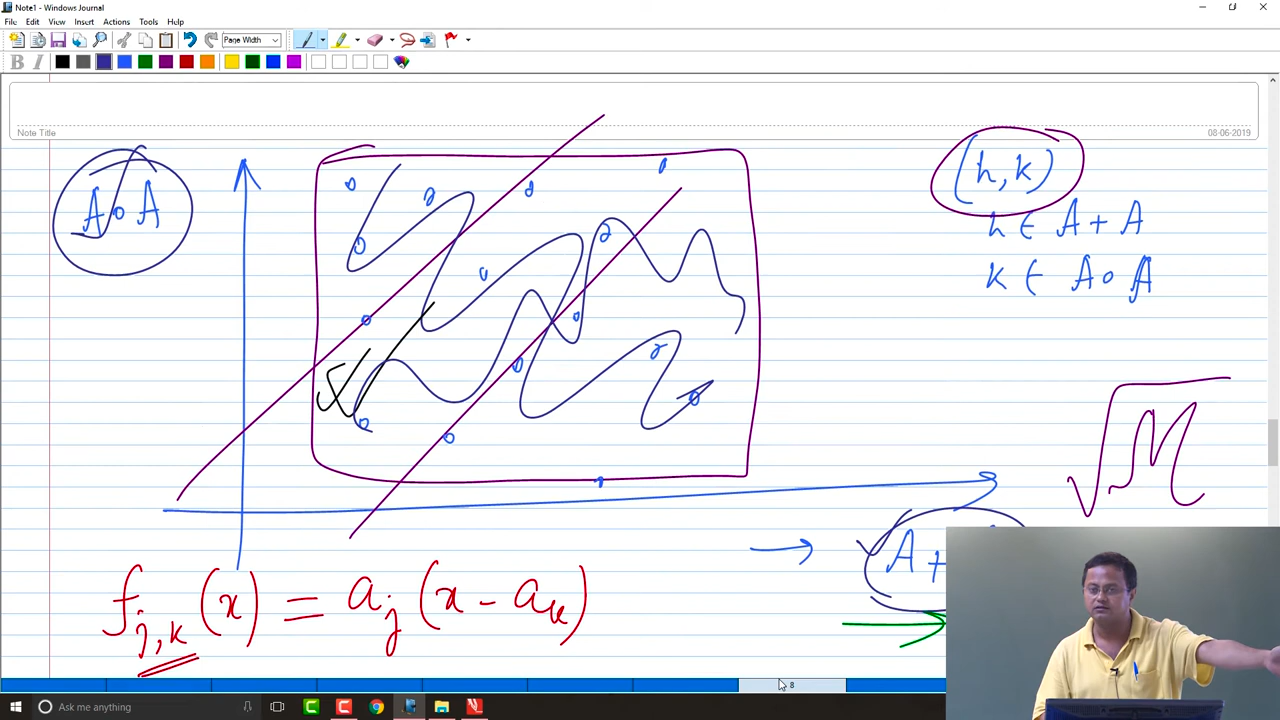 Note1 - Windows Journal
File Edit View Insert Actions Tools Help
Page Width
B I
Note Title
08-06-2019
A o A
(h, k)
h ∈ A + A
k ∈ A o A
√M
→ A +
f_{j,k}(x) = a_j(x - a_k)
8
Ask me anything